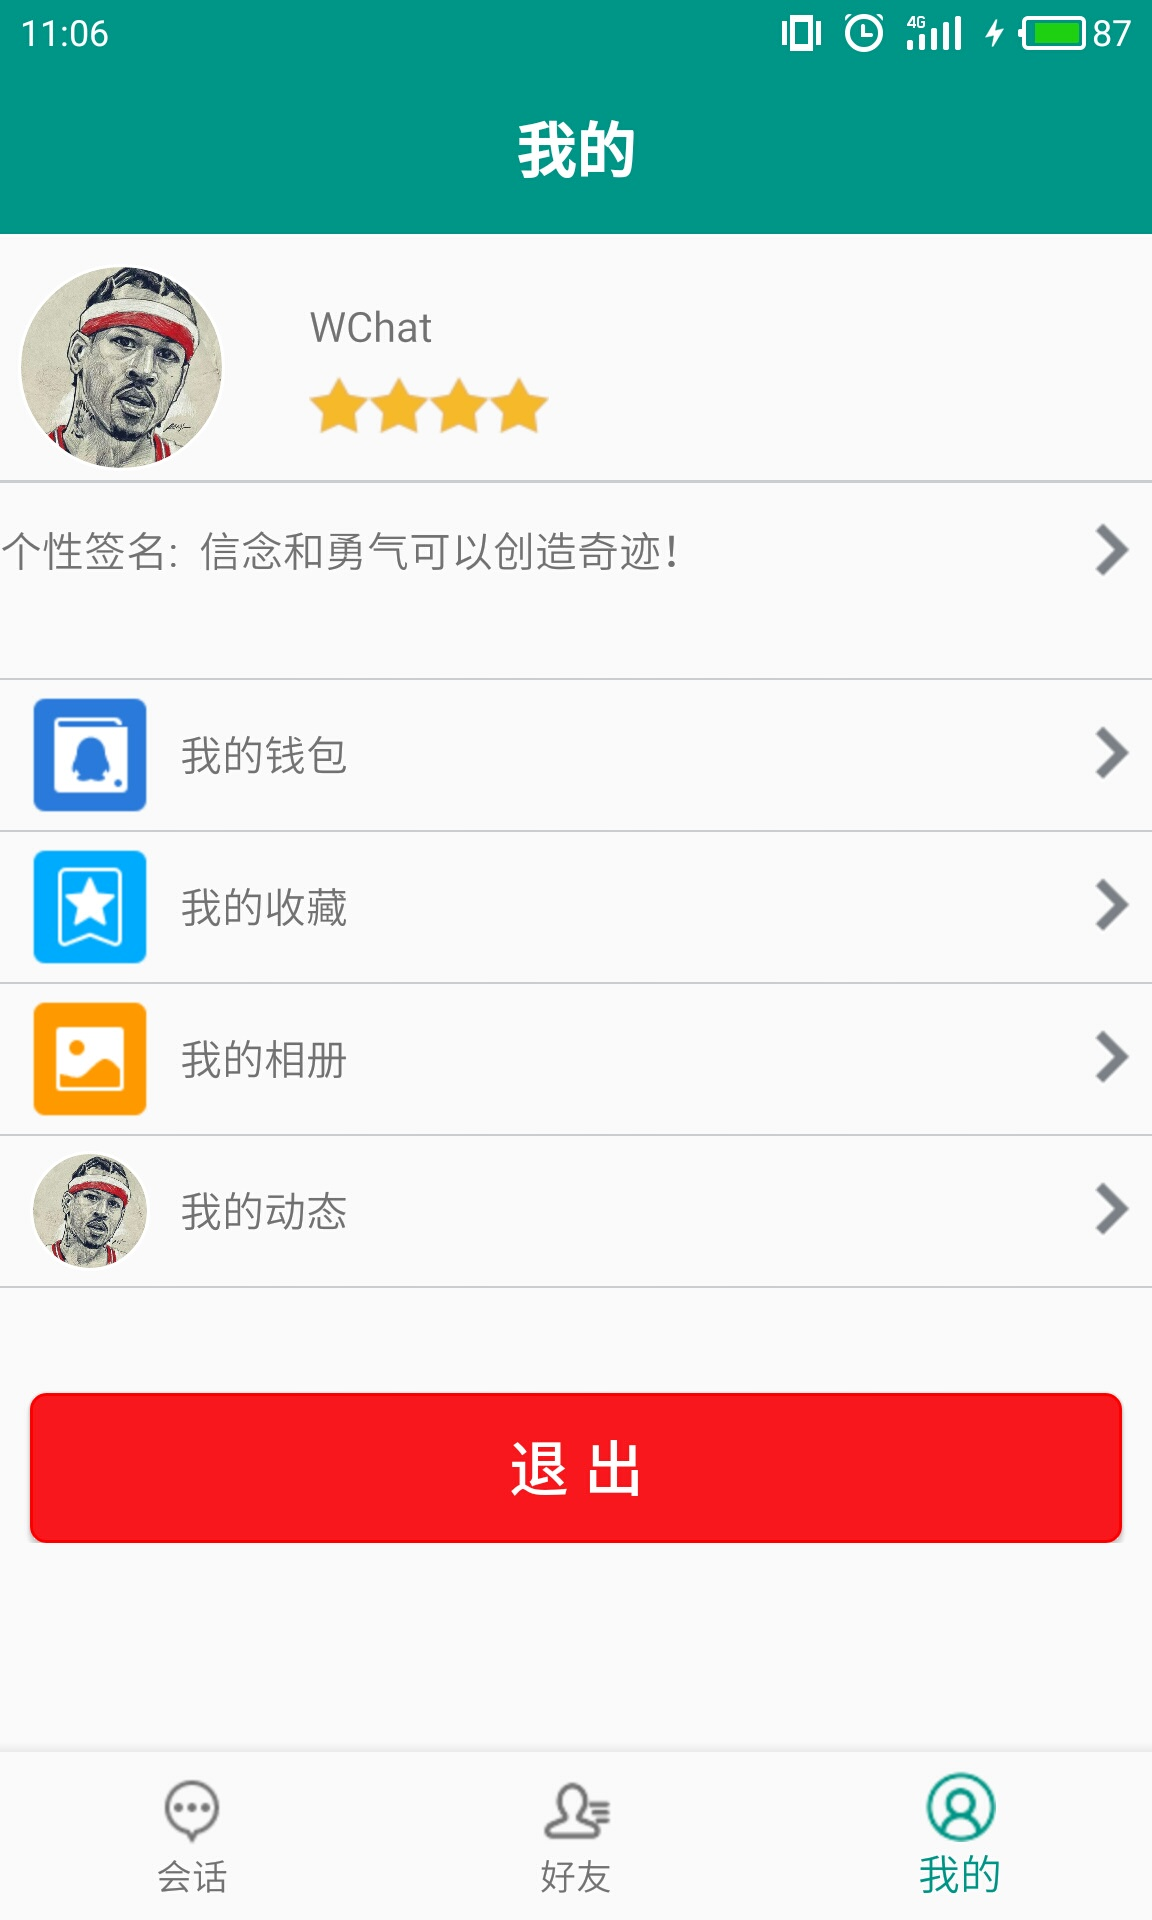 11:06
4G
87
我的
WChat
个性签名: 信念和勇气可以创造奇迹!
我的钱包
我的收藏
我的相册
我的动态
退 出
会话
好友
我的